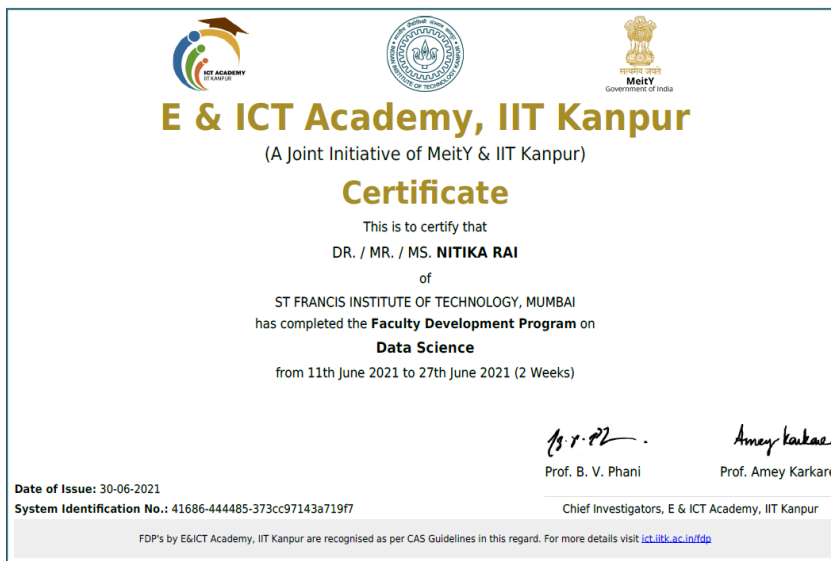 ICT ACADEMY
IIT KANPUR
सत्यमेव जयते
MeitY
Government of India
E & ICT Academy, IIT Kanpur
(A Joint Initiative of MeitY & IIT Kanpur)
Certificate
This is to certify that
DR. / MR. / MS. NITIKA RAI
of
ST FRANCIS INSTITUTE OF TECHNOLOGY, MUMBAI
has completed the Faculty Development Program on
Data Science
from 11th June 2021 to 27th June 2021 (2 Weeks)
Amey Karkare
Prof. B. V. Phani Prof. Amey Karkare
Date of Issue: 30-06-2021
System Identification No.: 41686-444485-373cc97143a719f7 Chief Investigators, E & ICT Academy, IIT Kanpur
FDP's by E&ICT Academy, IIT Kanpur are recognised as per CAS Guidelines in this regard. For more details visit ict.iitk.ac.in/fdp